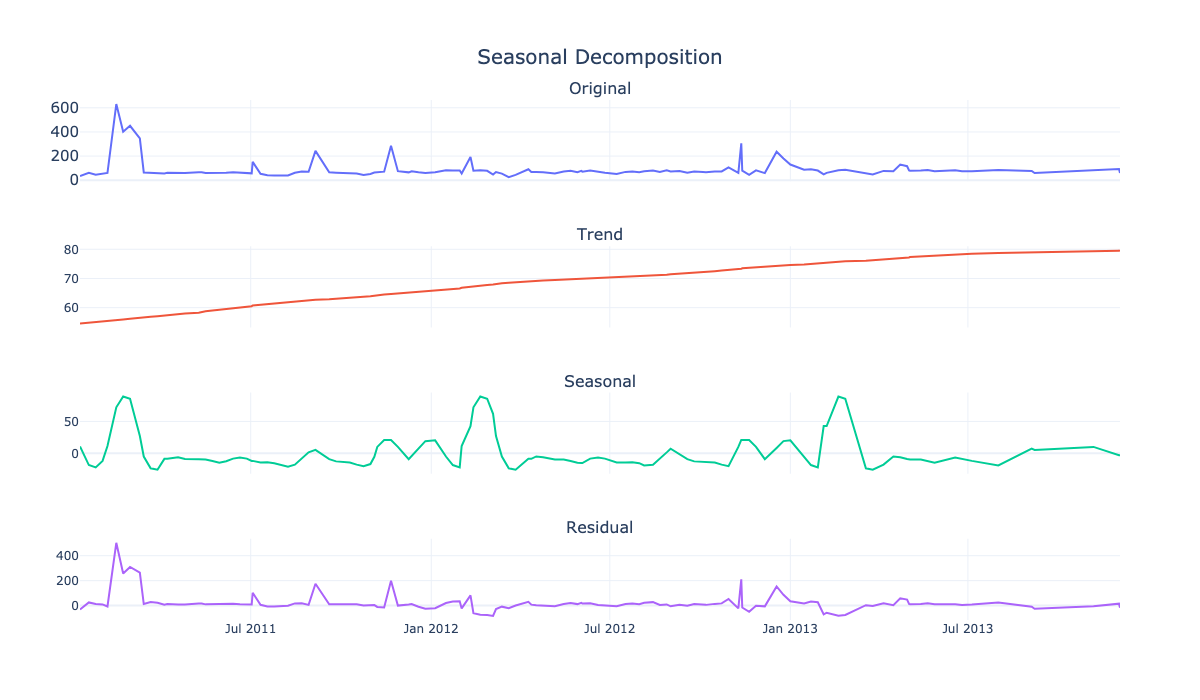 Seasonal Decomposition
Original
600
400
200
0
Trend
80
70
60
Seasonal
50
0
Residual
400
200
0
Jul 2011 Jan 2012 Jul 2012 Jan 2013 Jul 2013